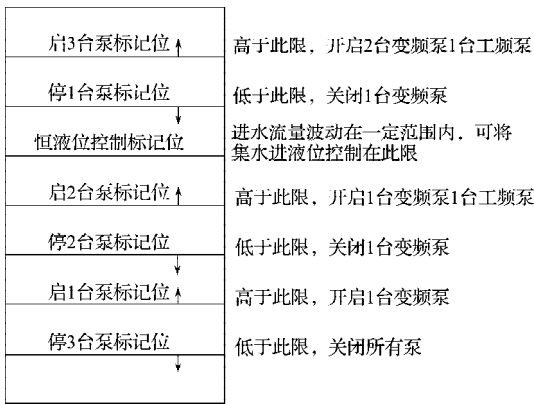 启3台泵标记位 高于此限，开启2台变频泵1台工频泵
停1台泵标记位 低于此限，关闭1台变频泵
恒液位控制标记位 进水流量波动在一定范围内，可将
集水进液位控制在此限
启2台泵标记位 高于此限，开启1台变频泵1台工频泵
停2台泵标记位 低于此限，关闭1台变频泵
启1台泵标记位 高于此限，开启1台变频泵
停3台泵标记位 低于此限，关闭所有泵